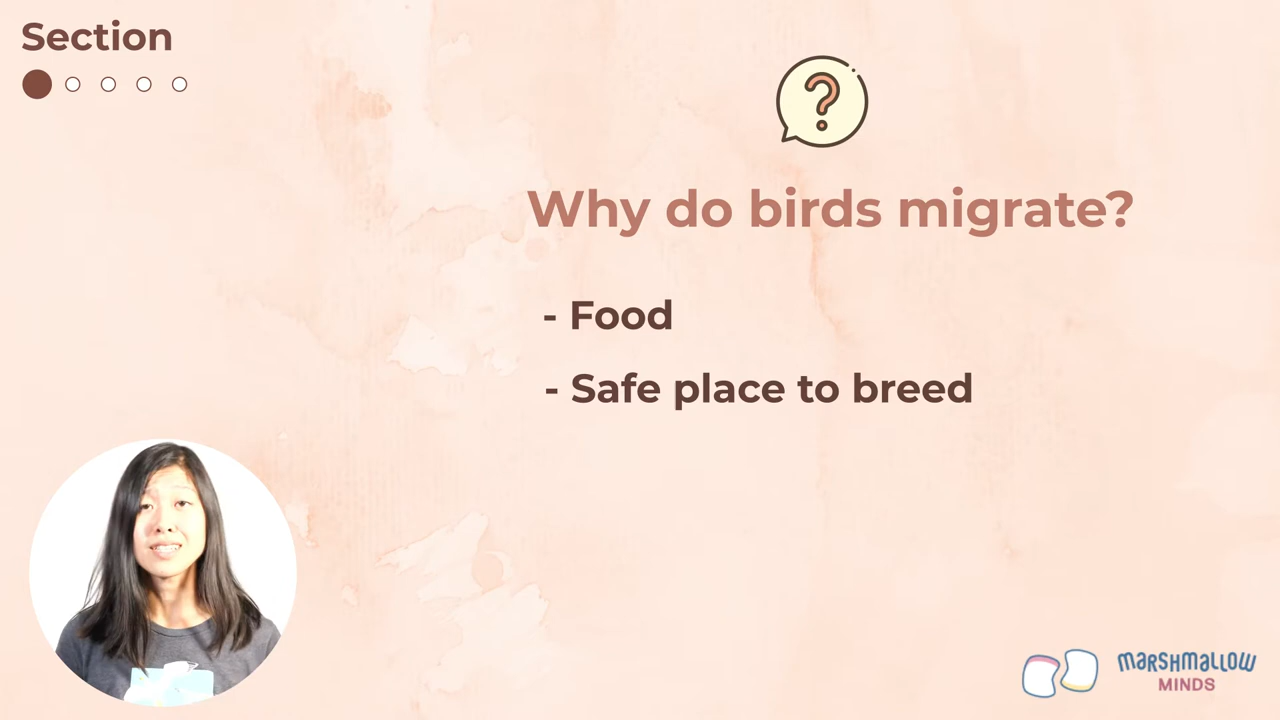 Section
?
Why do birds migrate?
- Food
- Safe place to breed
MARSHMALLOW
MINDS